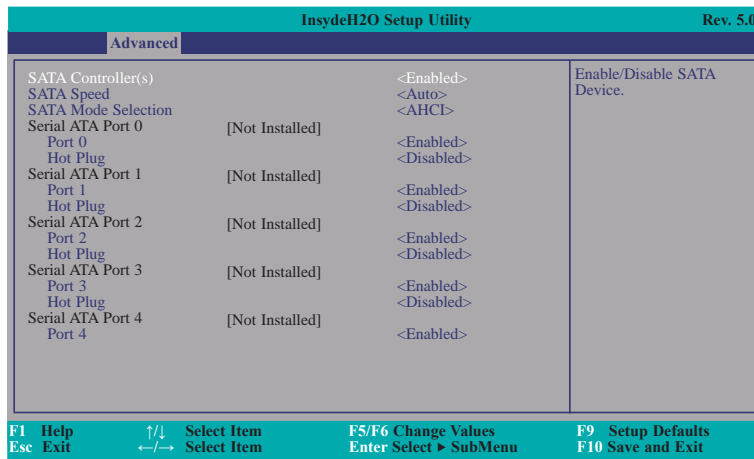 InsydeH2O Setup Utility Rev. 5.0
Advanced
SATA Controller(s) <Enabled> Enable/Disable SATA
SATA Speed <Auto> Device.
SATA Mode Selection <AHCI>
Serial ATA Port 0 [Not Installed]
Port 0 <Enabled>
Hot Plug <Disabled>
Serial ATA Port 1 [Not Installed]
Port 1 <Enabled>
Hot Plug <Disabled>
Serial ATA Port 2 [Not Installed]
Port 2 <Enabled>
Hot Plug <Disabled>
Serial ATA Port 3 [Not Installed]
Port 3 <Enabled>
Hot Plug <Disabled>
Serial ATA Port 4 [Not Installed]
Port 4 <Enabled>
F1 Help ↑/↓ Select Item F5/F6 Change Values F9 Setup Defaults
Esc Exit ←/→ Select Item Enter Select ► SubMenu F10 Save and Exit